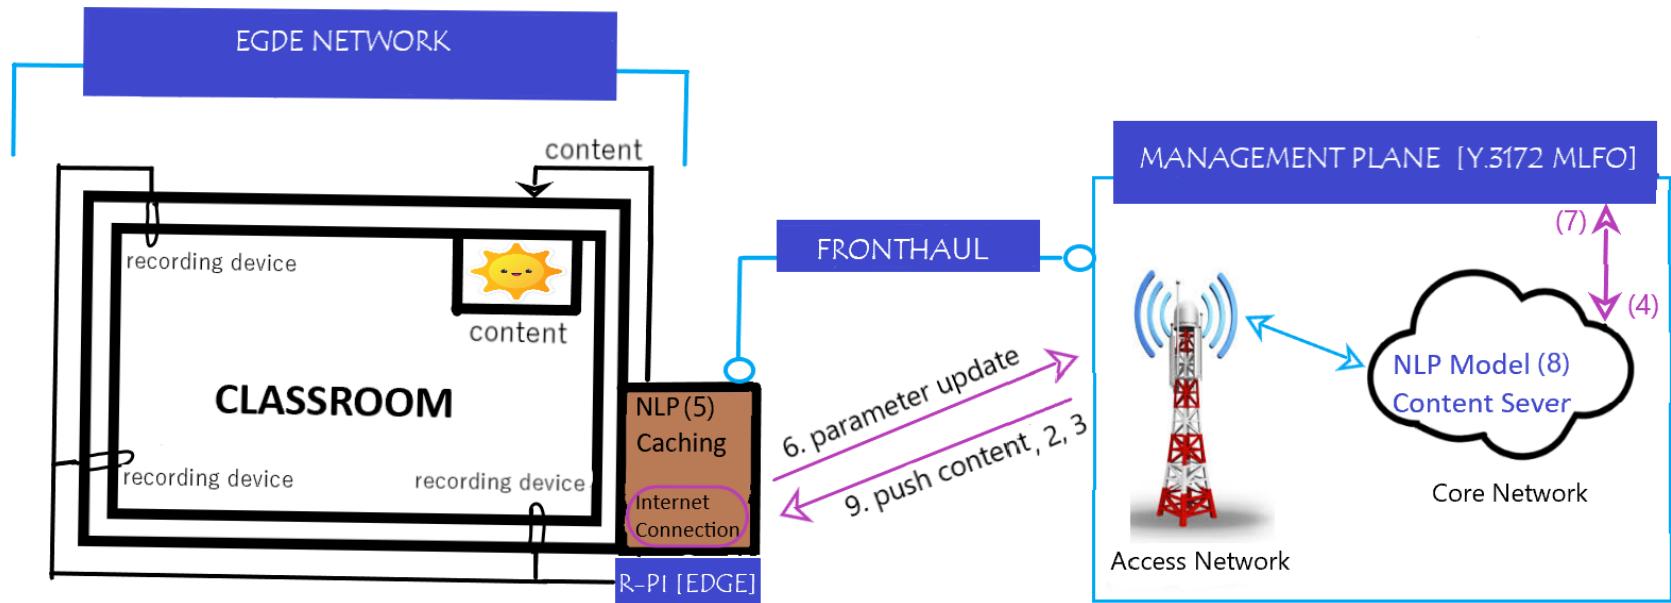 EGDE NETWORK
content
MANAGEMENT PLANE [Y.3172 MLFO]
(7)
FRONTHAUL
recording device
content
(4)
CLASSROOM
NLP (5)
Caching
6. parameter update
9. push content, 2, 3
NLP Model (8)
Content Sever
recording device
recording device
Internet
Connection
Core Network
Access Network
R-PI [EDGE]